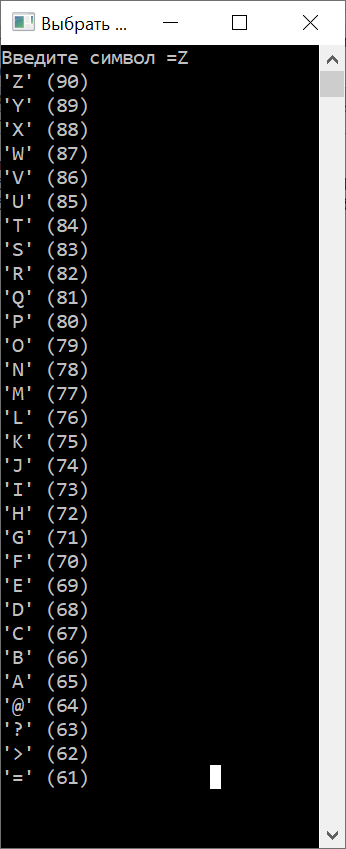 Выбрать ...
Введите символ =Z
'Z' (90)
'Y' (89)
'X' (88)
'W' (87)
'V' (86)
'U' (85)
'T' (84)
'S' (83)
'R' (82)
'Q' (81)
'P' (80)
'O' (79)
'N' (78)
'M' (77)
'L' (76)
'K' (75)
'J' (74)
'I' (73)
'H' (72)
'G' (71)
'F' (70)
'E' (69)
'D' (68)
'C' (67)
'B' (66)
'A' (65)
'@' (64)
'?' (63)
'>' (62)
'=' (61)